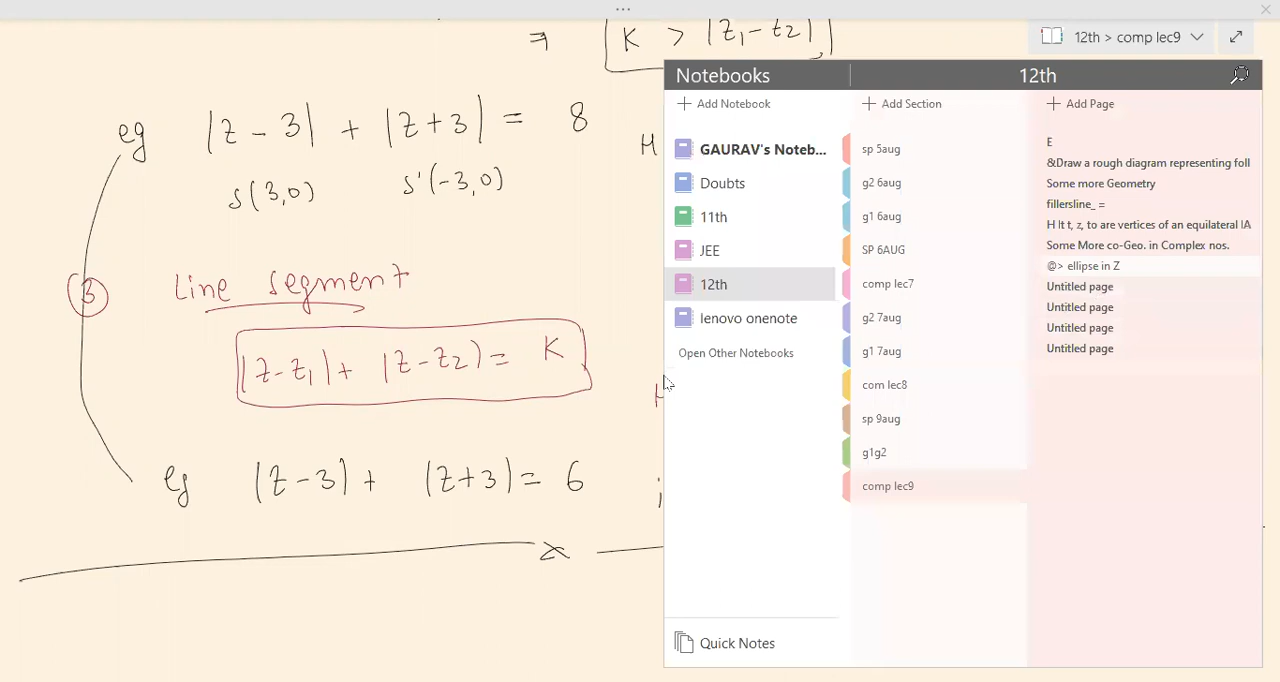 ⇒ K > |z₁ - z₂|
12th > comp lec9
eg |z - 3| + |z + 3| = 8
S(3,0) S'(-3,0)
③ Line segment
|z - z₁| + |z - z₂| = K
eg |z - 3| + |z + 3| = 6
Notebooks
12th
+ Add Notebook
GAURAV's Noteb...
Doubts
11th
JEE
12th
lenovo onenote
Open Other Notebooks
Quick Notes
+ Add Section
sp 5aug
g2 6aug
g1 6aug
SP 6AUG
comp lec7
g2 7aug
g1 7aug
com lec8
sp 9aug
g1g2
comp lec9
+ Add Page
E
&Draw a rough diagram representing foll
Some more Geometry
fillersline_ =
H It t, z, to are vertices of an equilateral lA
Some More co-Geo. in Complex nos.
@> ellipse in Z
Untitled page
Untitled page
Untitled page
Untitled page